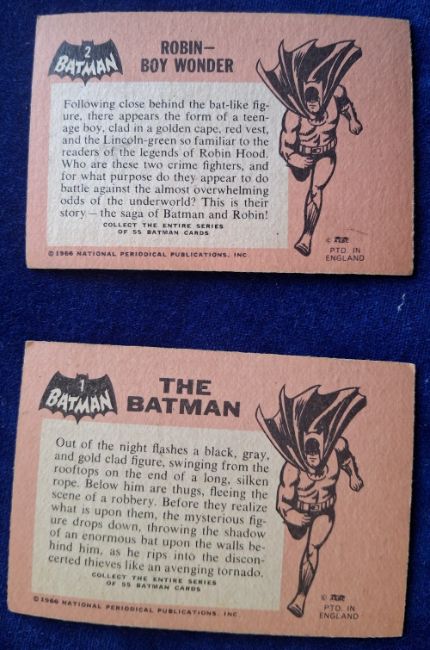 2
BATMAN
ROBIN—
BOY WONDER
Following close behind the bat-like fig-
ure, there appears the form of a teen-
age boy, clad in a golden cape, red vest,
and the Lincoln-green so familiar to the
readers of the legends of Robin Hood.
Who are these two crime fighters, and
for what purpose do they appear to do
battle against the almost overwhelming
odds of the underworld? This is their
story — the saga of Batman and Robin!
COLLECT THE ENTIRE SERIES
OF 55 BATMAN CARDS
© 1966 NATIONAL PERIODICAL PUBLICATIONS, INC.
©
PTD. IN
ENGLAND
1
BATMAN
THE
BATMAN
Out of the night flashes a black, gray,
and gold clad figure, swinging from the
rooftops on the end of a long, silken
rope. Below him are thugs, fleeing the
scene of a robbery. Before they realize
what is upon them, the mysterious fig-
ure drops down, throwing the shadow
of an enormous bat upon the walls be-
hind him, as he rips into the discon-
certed thieves like an avenging tornado.
COLLECT THE ENTIRE SERIES
OF 55 BATMAN CARDS
© 1966 NATIONAL PERIODICAL PUBLICATIONS, INC.
©
PTD. IN
ENGLAND